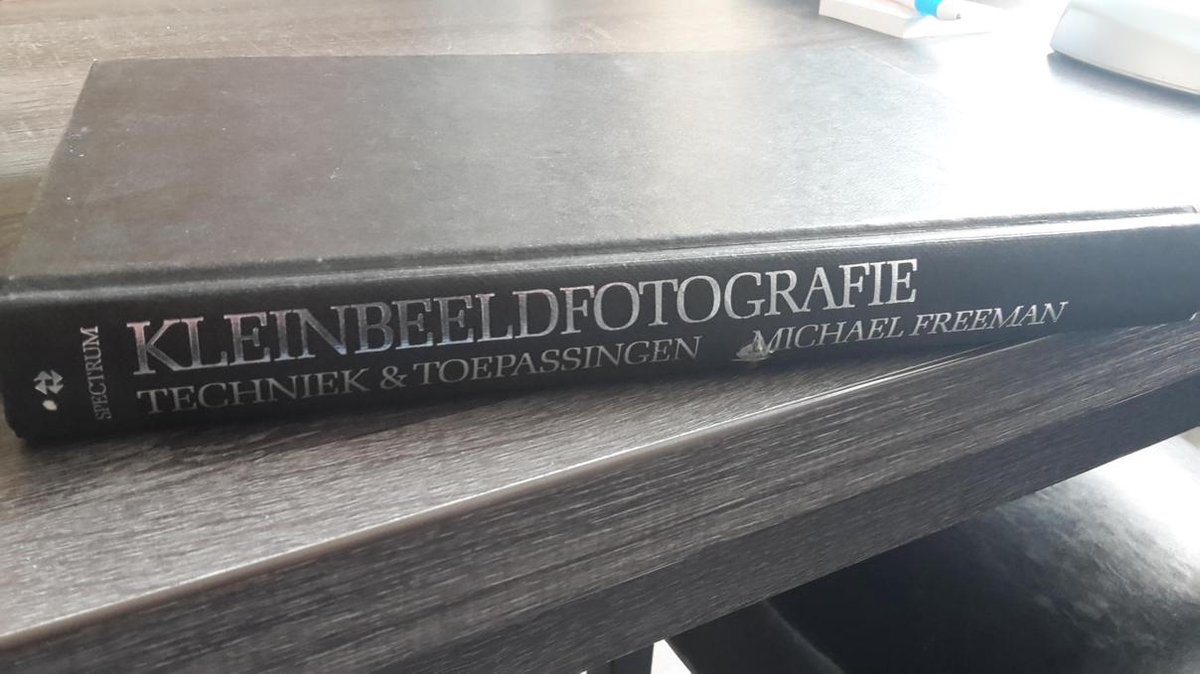 SPECTRUM
KLEINBEELDFOTOGRAFIE
TECHNIEK & TOEPASSINGEN MICHAEL FREEMAN